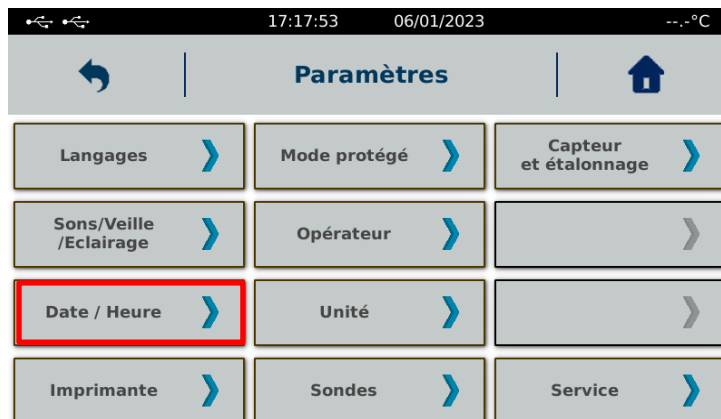 17:17:53 06/01/2023 --.-°C
Paramètres
Langages
Mode protégé
Capteur
et étalonnage
Sons/Veille
/Eclairage
Opérateur
Date / Heure
Unité
Imprimante
Sondes
Service